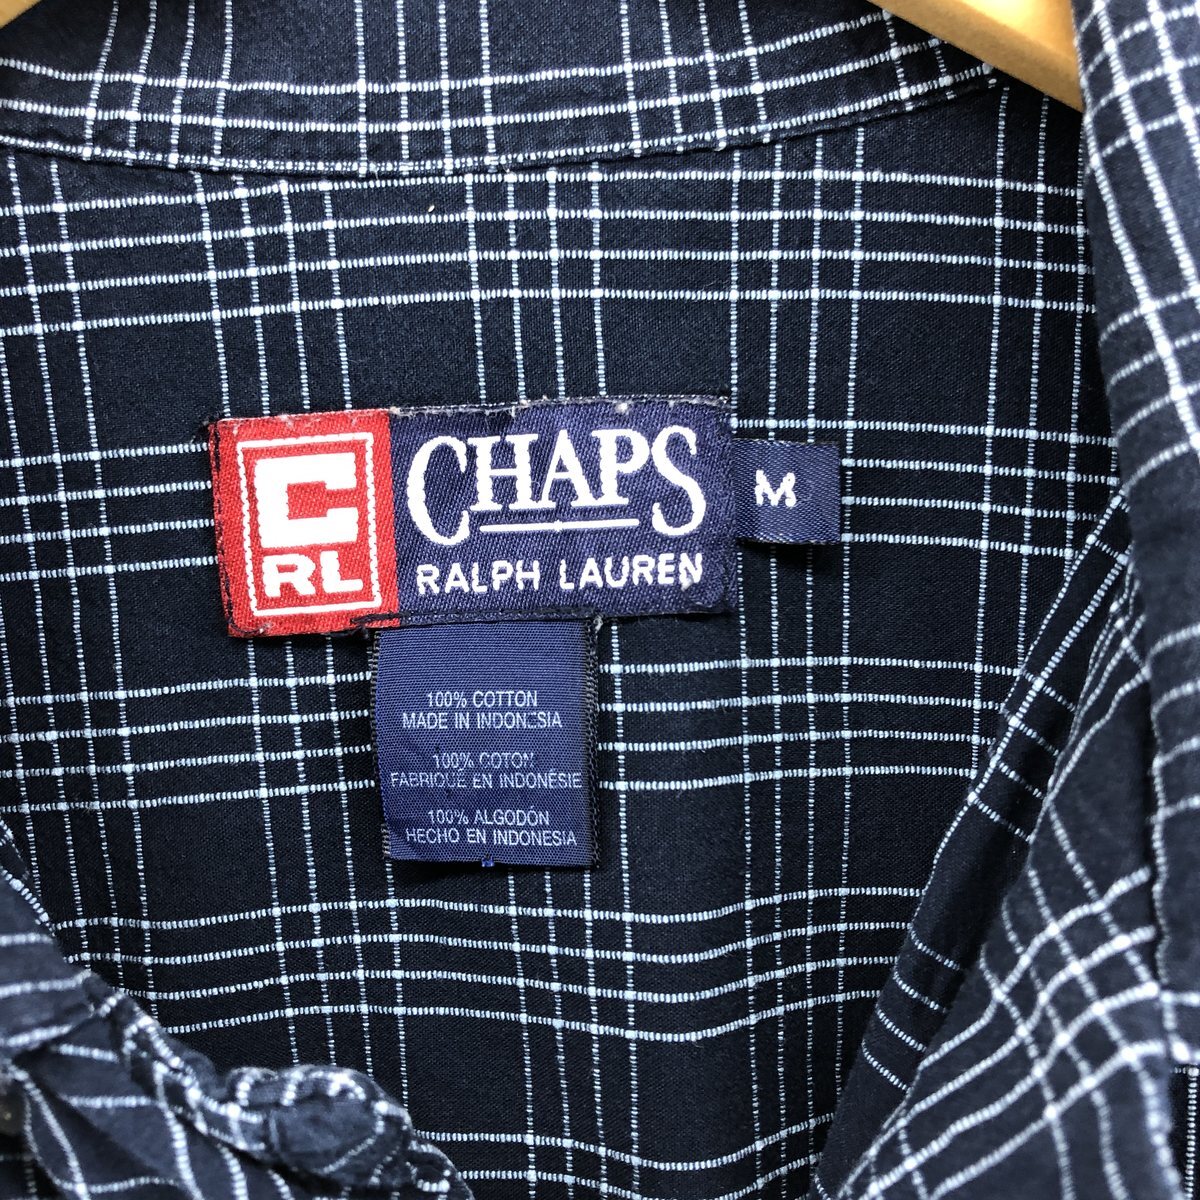 C
RL
CHAPS
RALPH LAUREN
M
100% COTTON
MADE IN INDONESIA
100% COTON
FABRIQUÉ EN INDONÉSIE
100% ALGODÓN
HECHO EN INDONESIA